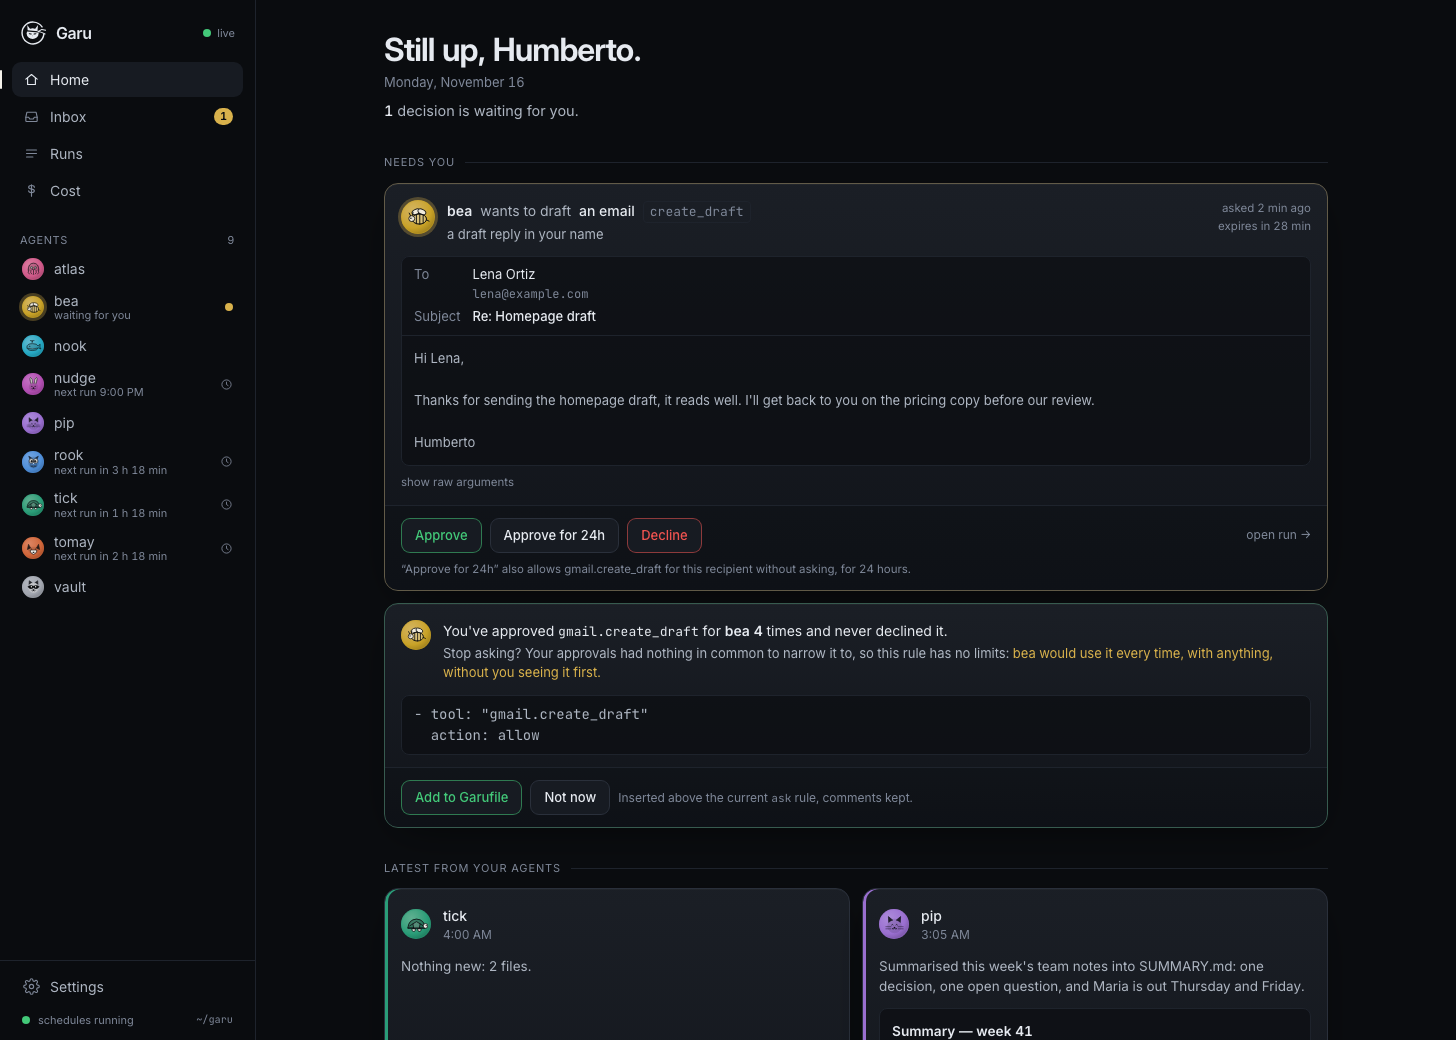 Garu
live
Home
Inbox
1
Runs
Cost
AGENTS
9
atlas
bea
waiting for you
nook
nudge
next run 9:00 PM
pip
rook
next run in 3 h 18 min
tick
next run in 1 h 18 min
tomay
next run in 2 h 18 min
vault
Settings
schedules running
~/garu
Still up, Humberto.
Monday, November 16
1 decision is waiting for you.
NEEDS YOU
bea wants to draft an email create_draft
a draft reply in your name
asked 2 min ago
expires in 28 min
To Lena Ortiz
lena@example.com
Subject Re: Homepage draft
Hi Lena,
Thanks for sending the homepage draft, it reads well. I'll get back to you on the pricing copy before our review.
Humberto
show raw arguments
Approve
Approve for 24h
Decline
open run →
“Approve for 24h” also allows gmail.create_draft for this recipient without asking, for 24 hours.
You've approved gmail.create_draft for bea 4 times and never declined it.
Stop asking? Your approvals had nothing in common to narrow it to, so this rule has no limits: bea would use it every time, with anything,
without you seeing it first.
- tool: "gmail.create_draft"
action: allow
Add to Garufile
Not now
Inserted above the current ask rule, comments kept.
LATEST FROM YOUR AGENTS
tick
4:00 AM
Nothing new: 2 files.
pip
3:05 AM
Summarised this week's team notes into SUMMARY.md: one
decision, one open question, and Maria is out Thursday and Friday.
Summary — week 41